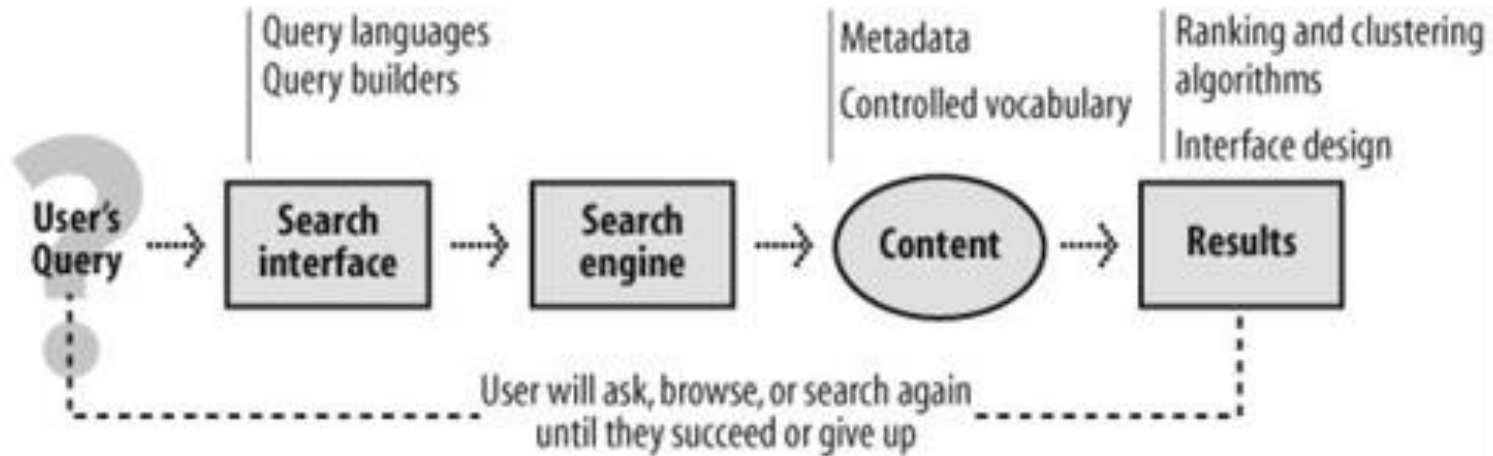 Query languages
Query builders
Metadata
Controlled vocabulary
Ranking and clustering
algorithms
Interface design
User's
Query
Search
interface
Search
engine
Content
Results
User will ask, browse, or search again
until they succeed or give up